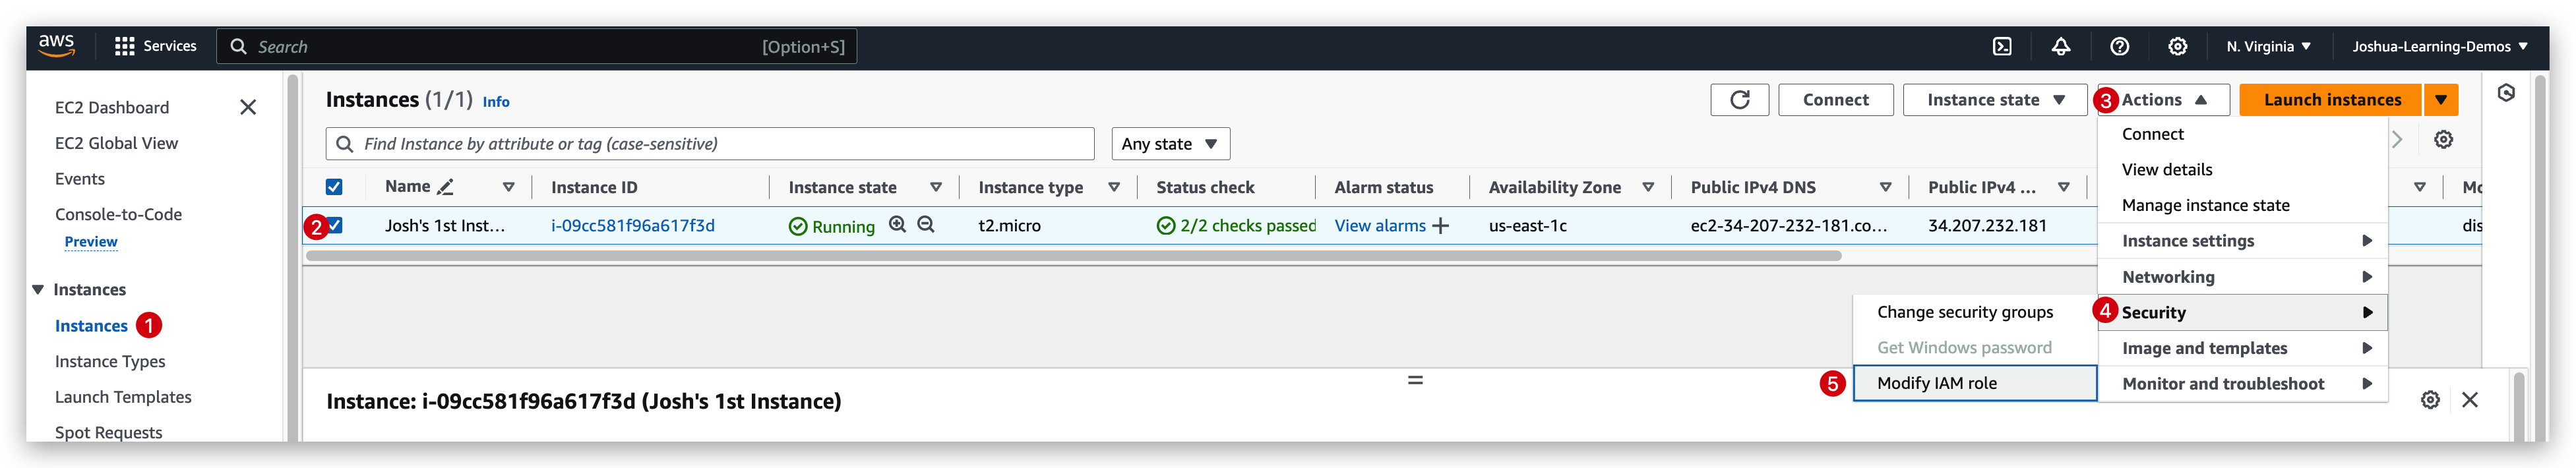 aws
Services
Search
[Option+S]
N. Virginia
Joshua-Learning-Demos
EC2 Dashboard
EC2 Global View
Events
Console-to-Code
Preview
Instances
Instances 1
Instance Types
Launch Templates
Spot Requests
Instances (1/1) Info
Connect
Instance state
3 Actions
Launch instances
Find Instance by attribute or tag (case-sensitive)
Any state
Name
Instance ID
Instance state
Instance type
Status check
Alarm status
Availability Zone
Public IPv4 DNS
Public IPv4 ...
2
Josh's 1st Inst...
i-09cc581f96a617f3d
Running
t2.micro
2/2 checks passed
View alarms
us-east-1c
ec2-34-207-232-181.co...
34.207.232.181
dis
Connect
View details
Manage instance state
Instance settings
Networking
4 Security
Image and templates
Monitor and troubleshoot
Change security groups
Get Windows password
5 Modify IAM role
Instance: i-09cc581f96a617f3d (Josh's 1st Instance)